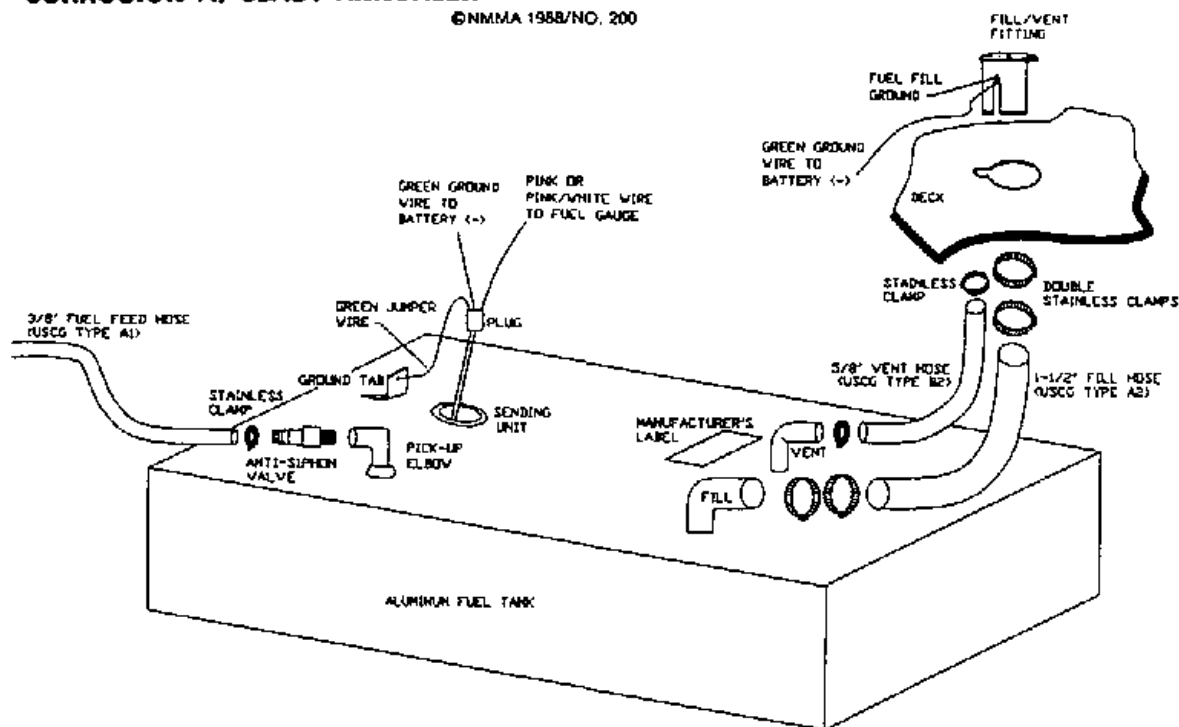 ©NMMA 1988/NO. 200
FILL/VENT
FITTING
FUEL FILL
GROUND
GREEN GROUND
WIRE TO
BATTERY (-)
DECK
GREEN GROUND
WIRE TO
BATTERY (-)
PINK OR
PINK/WHITE WIRE
TO FUEL GAUGE
STAINLESS
CLAMP
DOUBLE
STAINLESS CLAMPS
3/8" FUEL FEED HOSE
(USCG TYPE A1)
GREEN JUMPER
WIRE
PLUG
GROUND TAB
5/8" VENT HOSE
(USCG TYPE B2)
1-1/2" FILL HOSE
(USCG TYPE A2)
STAINLESS
CLAMP
SENDING
UNIT
MANUFACTURER'S
LABEL
VENT
ANTI-SIPHON
VALVE
PICK-UP
ELBOW
FILL
ALUMINUM FUEL TANK